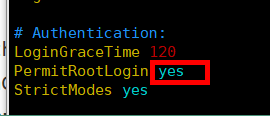 # Authentication:
LoginGraceTime 120
PermitRootLogin yes
StrictModes yes